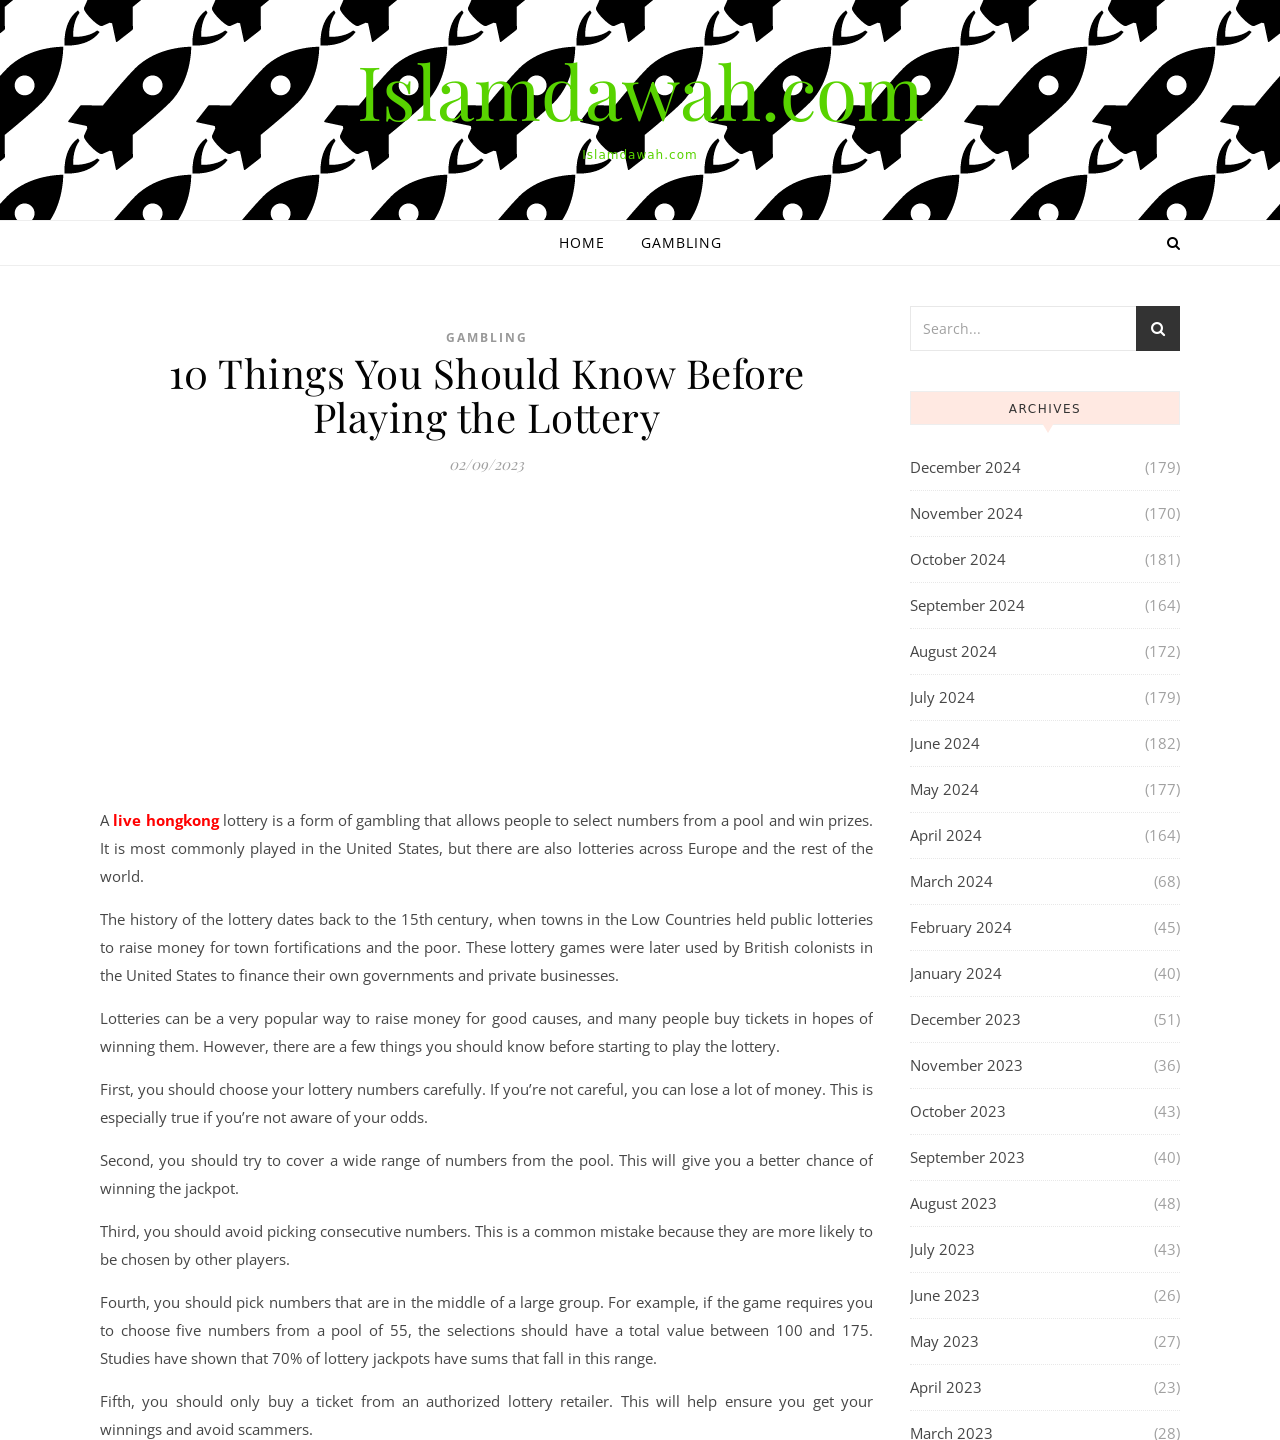 Islamdawah.com
Islamdawah.com
HOME GAMBLING
GAMBLING
10 Things You Should Know Before
Playing the Lottery
02/09/2023
A live hongkong lottery is a form of gambling that allows people to select numbers from a pool and win prizes.
It is most commonly played in the United States, but there are also lotteries across Europe and the rest of the
world.
The history of the lottery dates back to the 15th century, when towns in the Low Countries held public lotteries
to raise money for town fortifications and the poor. These lottery games were later used by British colonists in
the United States to finance their own governments and private businesses.
Lotteries can be a very popular way to raise money for good causes, and many people buy tickets in hopes of
winning them. However, there are a few things you should know before starting to play the lottery.
First, you should choose your lottery numbers carefully. If you’re not careful, you can lose a lot of money. This is
especially true if you’re not aware of your odds.
Second, you should try to cover a wide range of numbers from the pool. This will give you a better chance of
winning the jackpot.
Third, you should avoid picking consecutive numbers. This is a common mistake because they are more likely to
be chosen by other players.
Fourth, you should pick numbers that are in the middle of a large group. For example, if the game requires you
to choose five numbers from a pool of 55, the selections should have a total value between 100 and 175.
Studies have shown that 70% of lottery jackpots have sums that fall in this range.
Fifth, you should only buy a ticket from an authorized lottery retailer. This will help ensure you get your
winnings and avoid scammers.
Search...
ARCHIVES
December 2024 (179)
November 2024 (170)
October 2024 (181)
September 2024 (164)
August 2024 (172)
July 2024 (179)
June 2024 (182)
May 2024 (177)
April 2024 (164)
March 2024 (68)
February 2024 (45)
January 2024 (40)
December 2023 (51)
November 2023 (36)
October 2023 (43)
September 2023 (40)
August 2023 (48)
July 2023 (43)
June 2023 (26)
May 2023 (27)
April 2023 (23)
March 2023 (28)